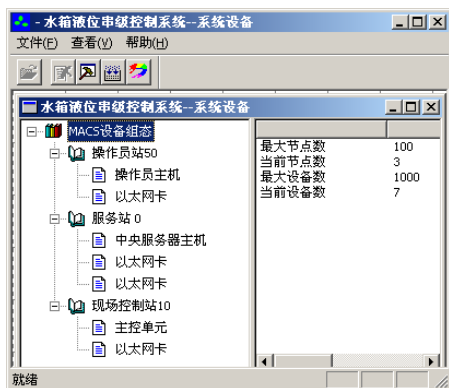 - 水箱液位串级控制系统--系统设备
文件(F) 查看(V) 帮助(H)
水箱液位串级控制系统--系统设备
MACS设备组态
操作员站50
操作员主机
以太网卡
服务站 0
中央服务器主机
以太网卡
以太网卡
现场控制站10
主控单元
以太网卡
最大节点数 100
当前节点数 3
最大设备数 1000
当前设备数 7
就绪